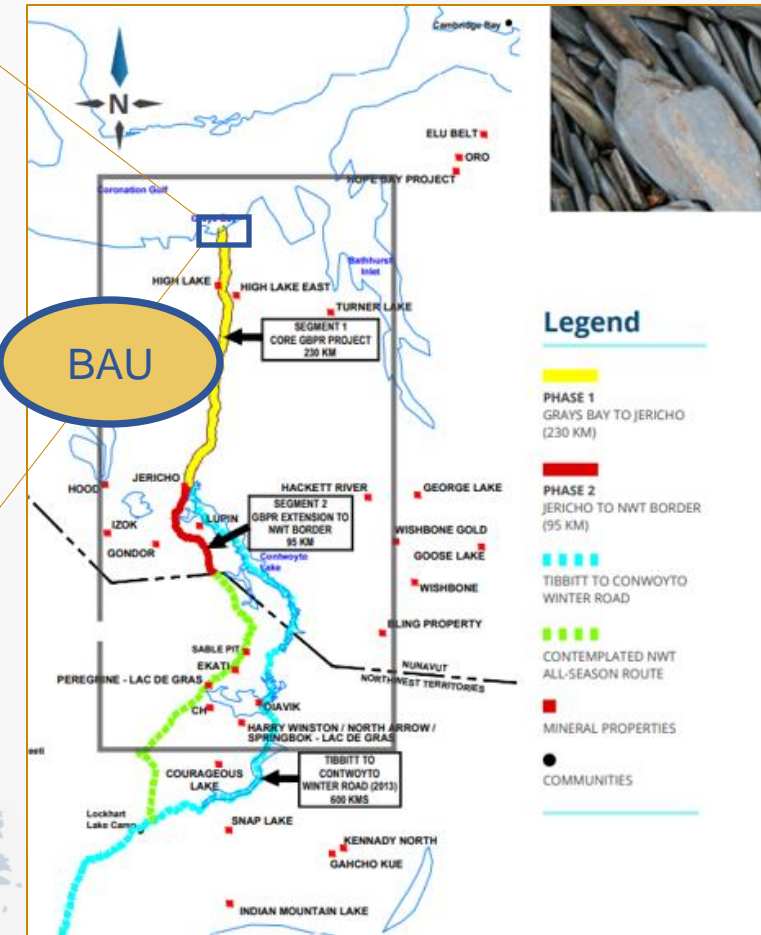 Cambridge Bay
N
ELU BELT
ORO
HOPE BAY PROJECT
Coronation Gulf
HIGH LAKE
HIGH LAKE EAST
Bathhurst
Inlet
TURNER LAKE
SEGMENT 1
CORE GBPR PROJECT
230 KM
BAU
JERICHO
HOOD
HACKETT RIVER
GEORGE LAKE
SEGMENT 2
GBPR EXTENSION TO
NWT BORDER
95 KM
LUPIN
IZOK
GONDOR
WISHBONE GOLD
GOOSE LAKE
Contwoyto
Lake
WISHBONE
BLING PROPERTY
SABLE PIT
EKATI
NUNAVUT
NORTHWEST TERRITORIES
PEREGRINE - LAC DE GRAS
CH
DIAVIK
HARRY WINSTON / NORTH ARROW /
SPRINGBOK - LAC DE GRAS
eeti
COURAGEOUS
LAKE
TIBBITT TO
CONTWOYTO
WINTER ROAD (2013)
600 KMS
Lockhart
Lake Camp
SNAP LAKE
KENNADY NORTH
GAHCHO KUE
INDIAN MOUNTAIN LAKE
Legend
PHASE 1
GRAYS BAY TO JERICHO
(230 KM)
PHASE 2
JERICHO TO NWT BORDER
(95 KM)
TIBBITT TO CONWOYTO
WINTER ROAD
CONTEMPLATED NWT
ALL-SEASON ROUTE
MINERAL PROPERTIES
COMMUNITIES